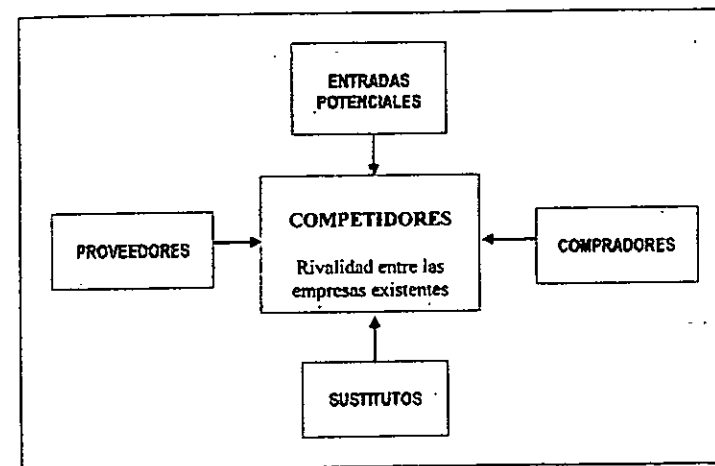 ENTRADAS
POTENCIALES
COMPETIDORES
Rivalidad entre las
empresas existentes
PROVEEDORES
COMPRADORES
SUSTITUTOS